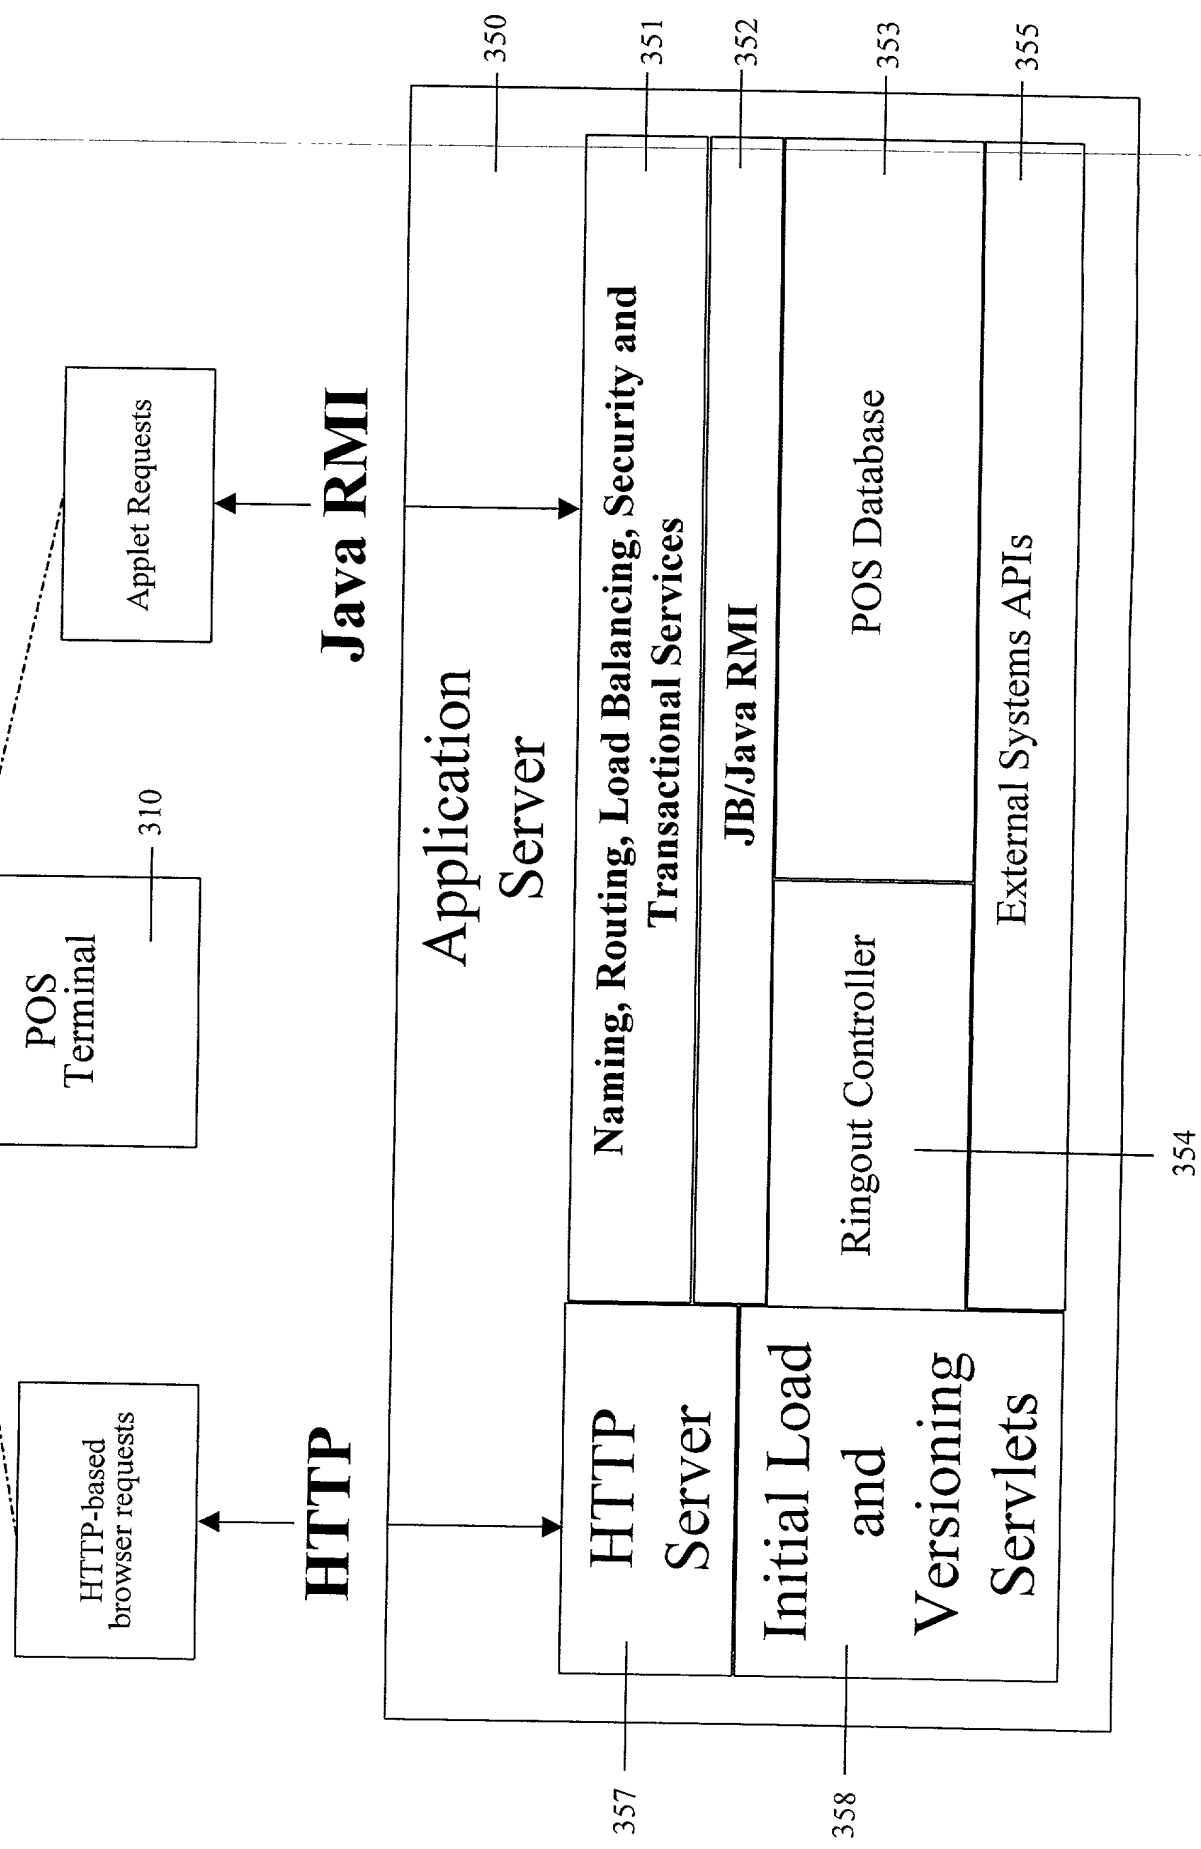 HTTP-based
browser requests
POS
Terminal
310
Applet Requests
HTTP
Java RMI
Application
Server
350
HTTP
Server
357
Naming, Routing, Load Balancing, Security and
Transactional Services
351
JB/Java RMI
352
Initial Load
and
Versioning
Servlets
358
Ringout Controller
354
POS Database
353
External Systems APIs
355